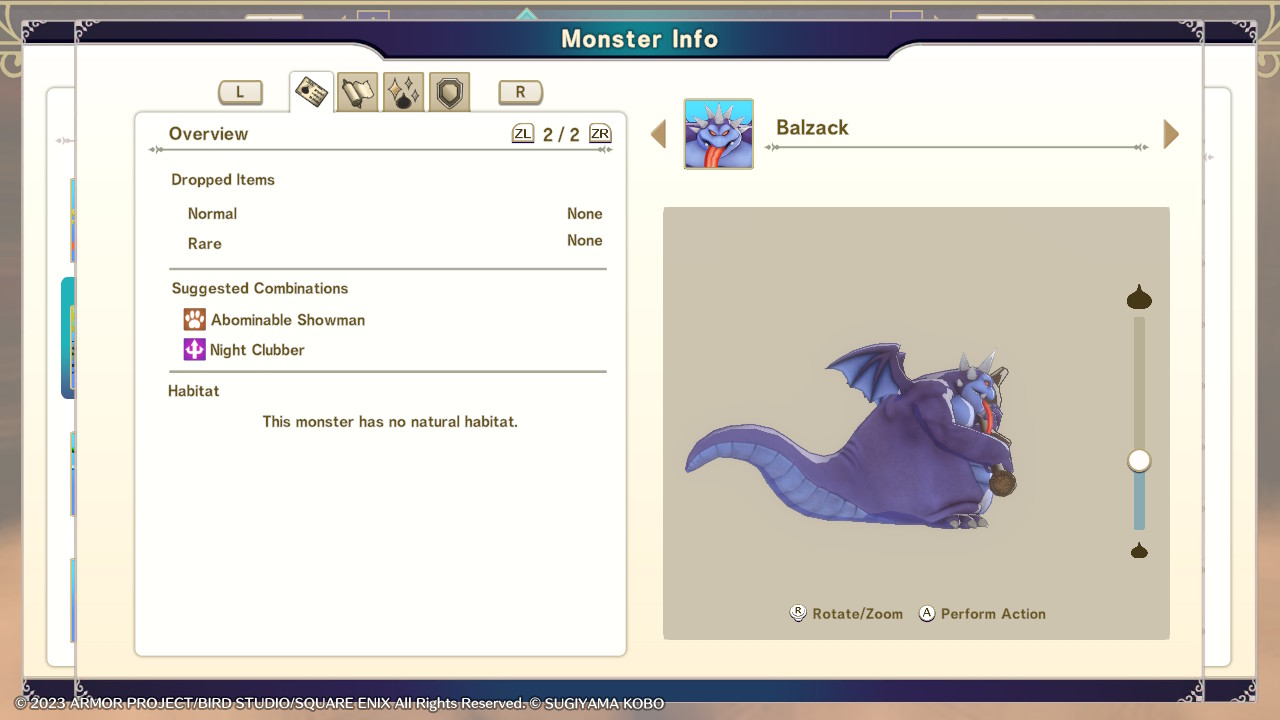 Monster Info
L
R
Overview
ZL 2 / 2 ZR
Dropped Items
Normal None
Rare None
Suggested Combinations
Abominable Showman
Night Clubber
Habitat
This monster has no natural habitat.
Balzack
R Rotate/Zoom A Perform Action
© 2023 ARMOR PROJECT/BIRD STUDIO/SQUARE ENIX All Rights Reserved. © SUGIYAMA KOBO